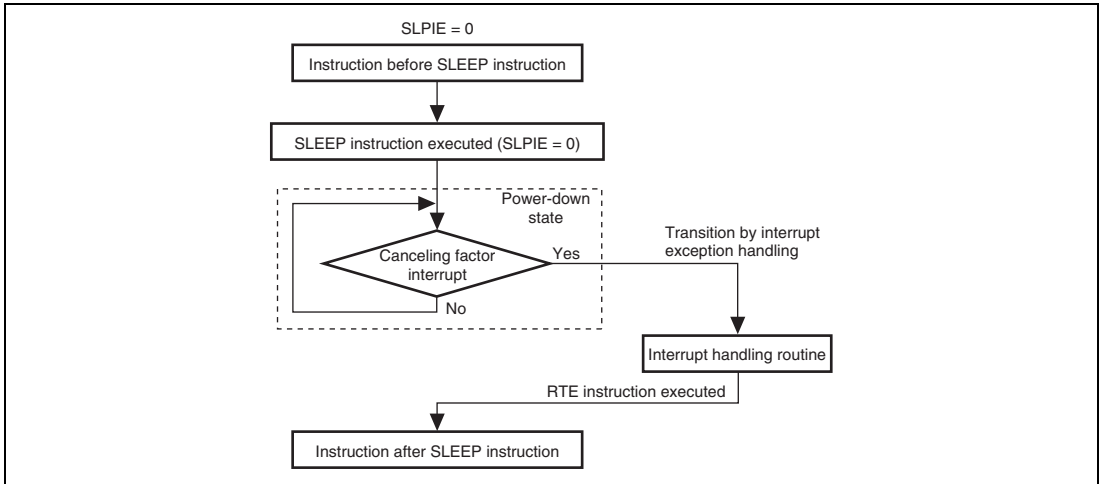 SLPIE = 0
Instruction before SLEEP instruction
SLEEP instruction executed (SLPIE = 0)
Power-down
state
Canceling factor
interrupt
Yes
No
Transition by interrupt
exception handling
Interrupt handling routine
RTE instruction executed
Instruction after SLEEP instruction